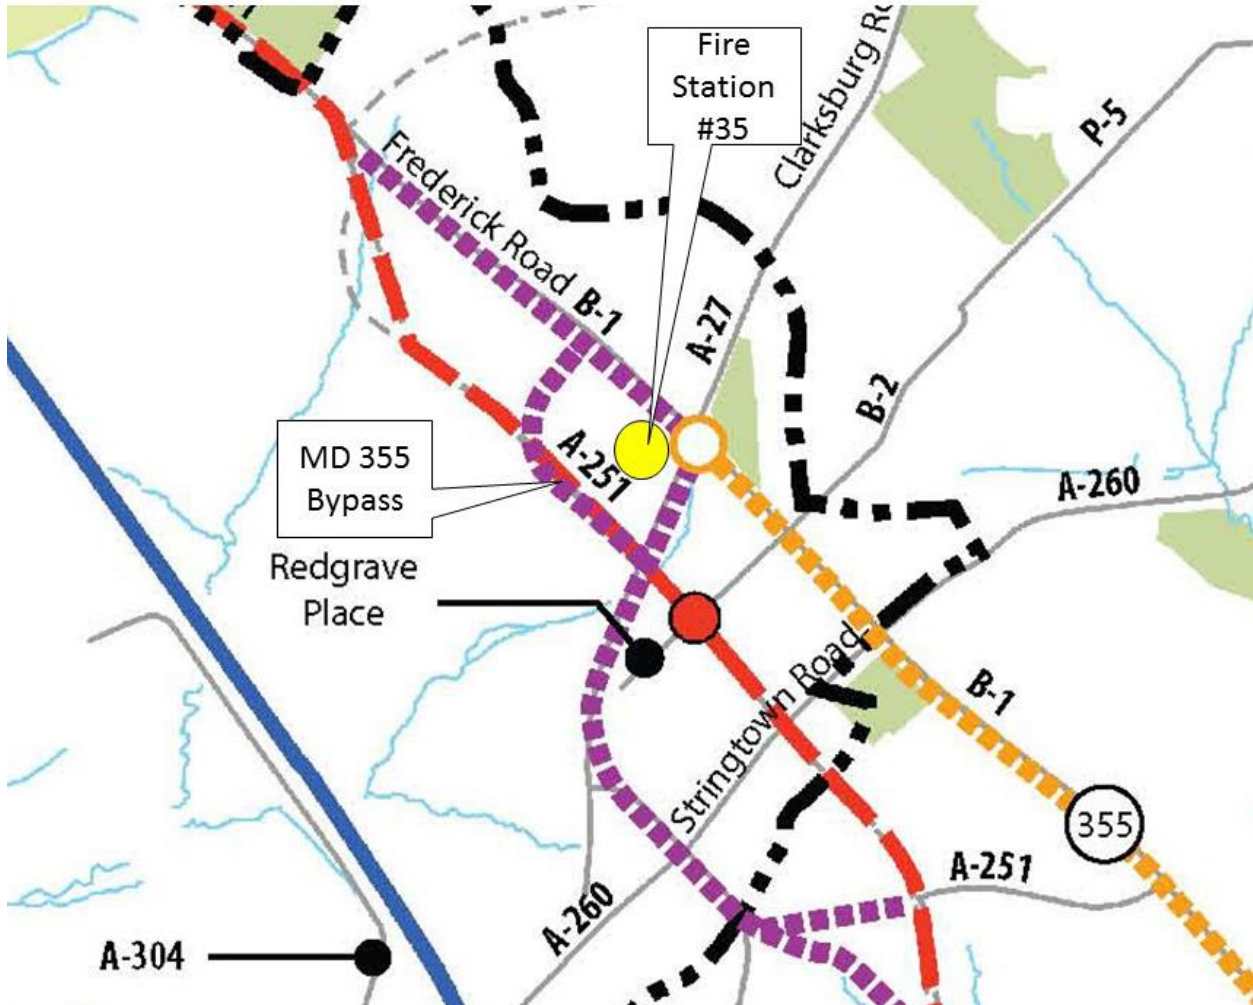 Fire
Station
#35
Clarksburg Ro
P-5
Frederick Road B-1
A-27
B-2
MD 355
Bypass
A-251
A-260
Redgrave
Place
Stringtown Road
B-1
355
A-251
A-260
A-304